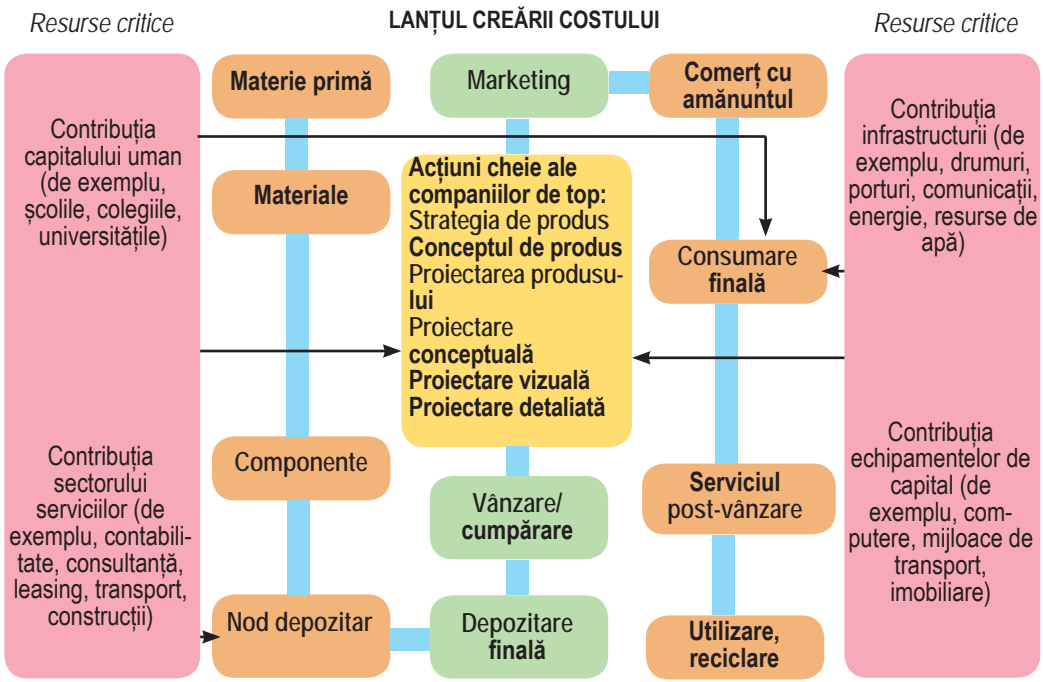 Resurse critice
LANȚUL CREĂRII COSTULUI
Resurse critice
Contribuția
capitalului uman
(de exemplu,
școlile, colegiile,
universitățile)
Contribuția
sectorului
serviciilor (de
exemplu, contabili-
tate, consultanță,
leasing, transport,
construcții)
Materie primă
Materiale
Componente
Nod depozitar
Marketing
Acțiuni cheie ale
companiilor de top:
Strategia de produs
Conceptul de produs
Proiectarea produsu-
lui
Proiectare
conceptuală
Proiectare vizuală
Proiectare detaliată
Vânzare/
cumpărare
Depozitare
finală
Comerț cu
amănuntul
Consumare
finală
Serviciul
post-vânzare
Utilizare,
reciclare
Contribuția
infrastructurii (de
exemplu, drumuri,
porturi, comunicații,
energie, resurse de
apă)
Contribuția
echipamentelor de
capital (de
exemplu, com-
putere, mijloace de
transport,
imobiliare)